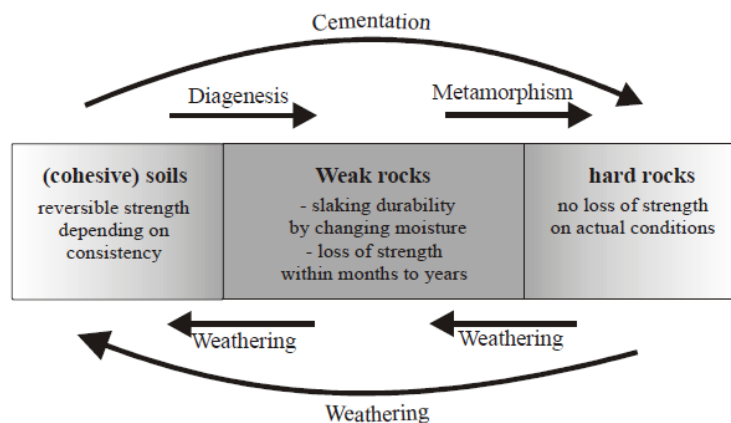 Cementation
Diagenesis
Metamorphism
(cohesive) soils
reversible strength
depending on
consistency
Weak rocks
- slaking durability
by changing moisture
- loss of strength
within months to years
hard rocks
no loss of strength
on actual conditions
Weathering
Weathering
Weathering